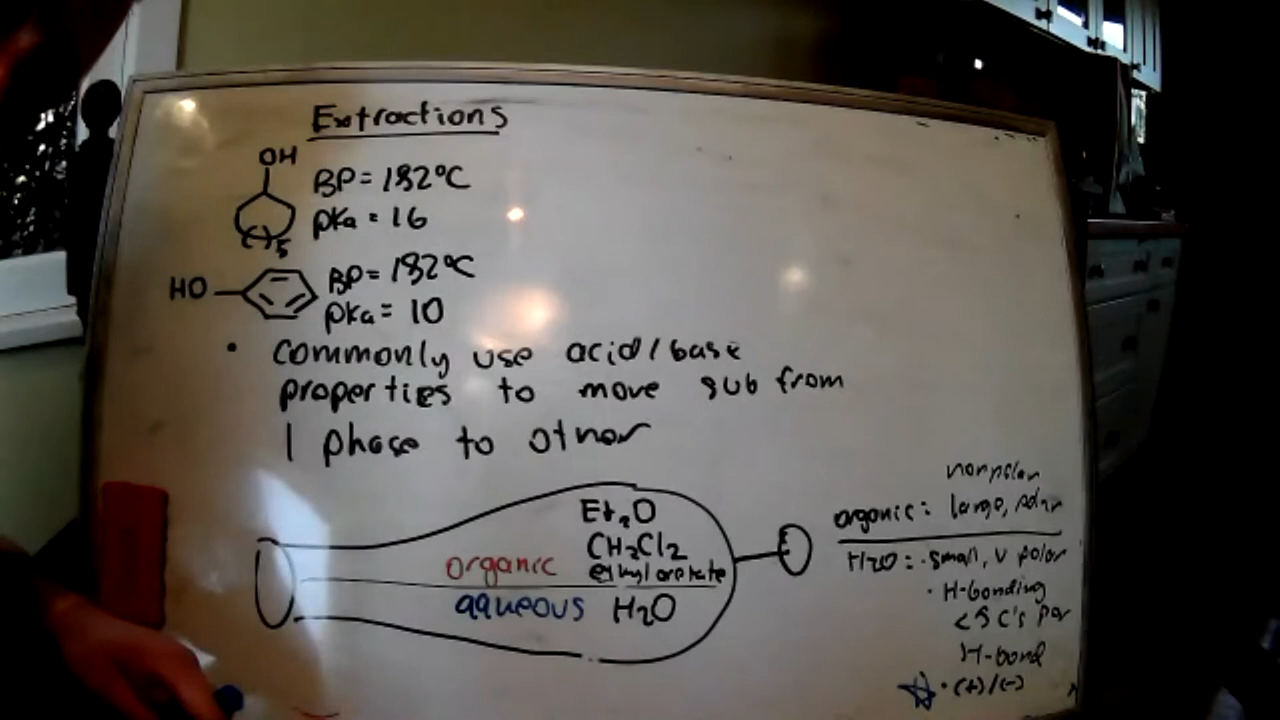 Extractions
OH
BP = 182°C
pKa = 16
5
HO
BP = 182°C
pKa = 10
• commonly use acid/base
properties to move sub from
1 phase to other
Et2O
CH2Cl2
organic ethyl acetate
aqueous H2O
nonpolar
organic: large, polar
H2O: small, v polar
• H-bonding
<5 C's per
H-bond
• (+)/(-)